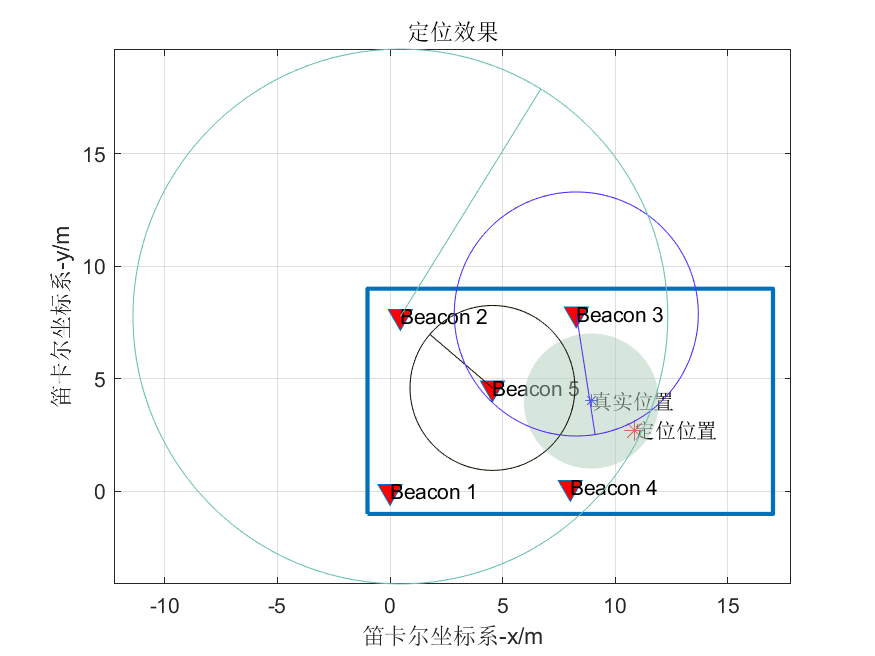 定位效果
笛卡尔坐标系-y/m
15
10
5
0
Beacon 2
Beacon 3
Beacon 5
真实位置
定位位置
Beacon 1
Beacon 4
-10
-5
0
5
10
15
笛卡尔坐标系-x/m